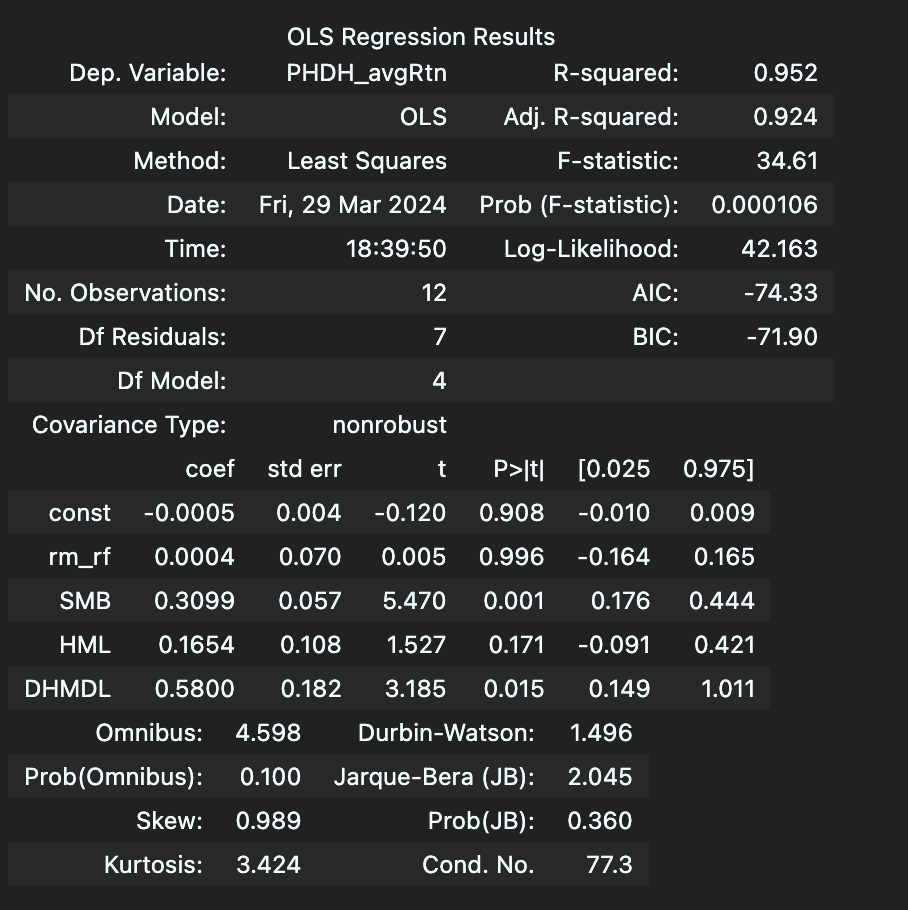 OLS Regression Results
Dep. Variable: PHDH_avgRtn R-squared: 0.952
Model: OLS Adj. R-squared: 0.924
Method: Least Squares F-statistic: 34.61
Date: Fri, 29 Mar 2024 Prob (F-statistic): 0.000106
Time: 18:39:50 Log-Likelihood: 42.163
No. Observations: 12 AIC: -74.33
Df Residuals: 7 BIC: -71.90
Df Model: 4
Covariance Type: nonrobust
coef std err t P>|t| [0.025 0.975]
const -0.0005 0.004 -0.120 0.908 -0.010 0.009
rm_rf 0.0004 0.070 0.005 0.996 -0.164 0.165
SMB 0.3099 0.057 5.470 0.001 0.176 0.444
HML 0.1654 0.108 1.527 0.171 -0.091 0.421
DHMDL 0.5800 0.182 3.185 0.015 0.149 1.011
Omnibus: 4.598 Durbin-Watson: 1.496
Prob(Omnibus): 0.100 Jarque-Bera (JB): 2.045
Skew: 0.989 Prob(JB): 0.360
Kurtosis: 3.424 Cond. No. 77.3